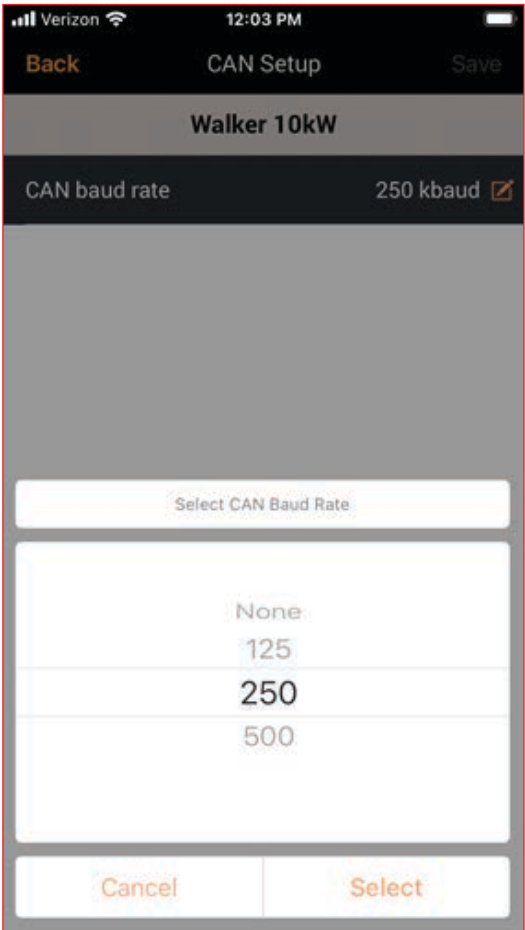 Verizon 12:03 PM
Back CAN Setup Save
Walker 10kW
CAN baud rate 250 kbaud
Select CAN Baud Rate
None
125
250
500
Cancel Select